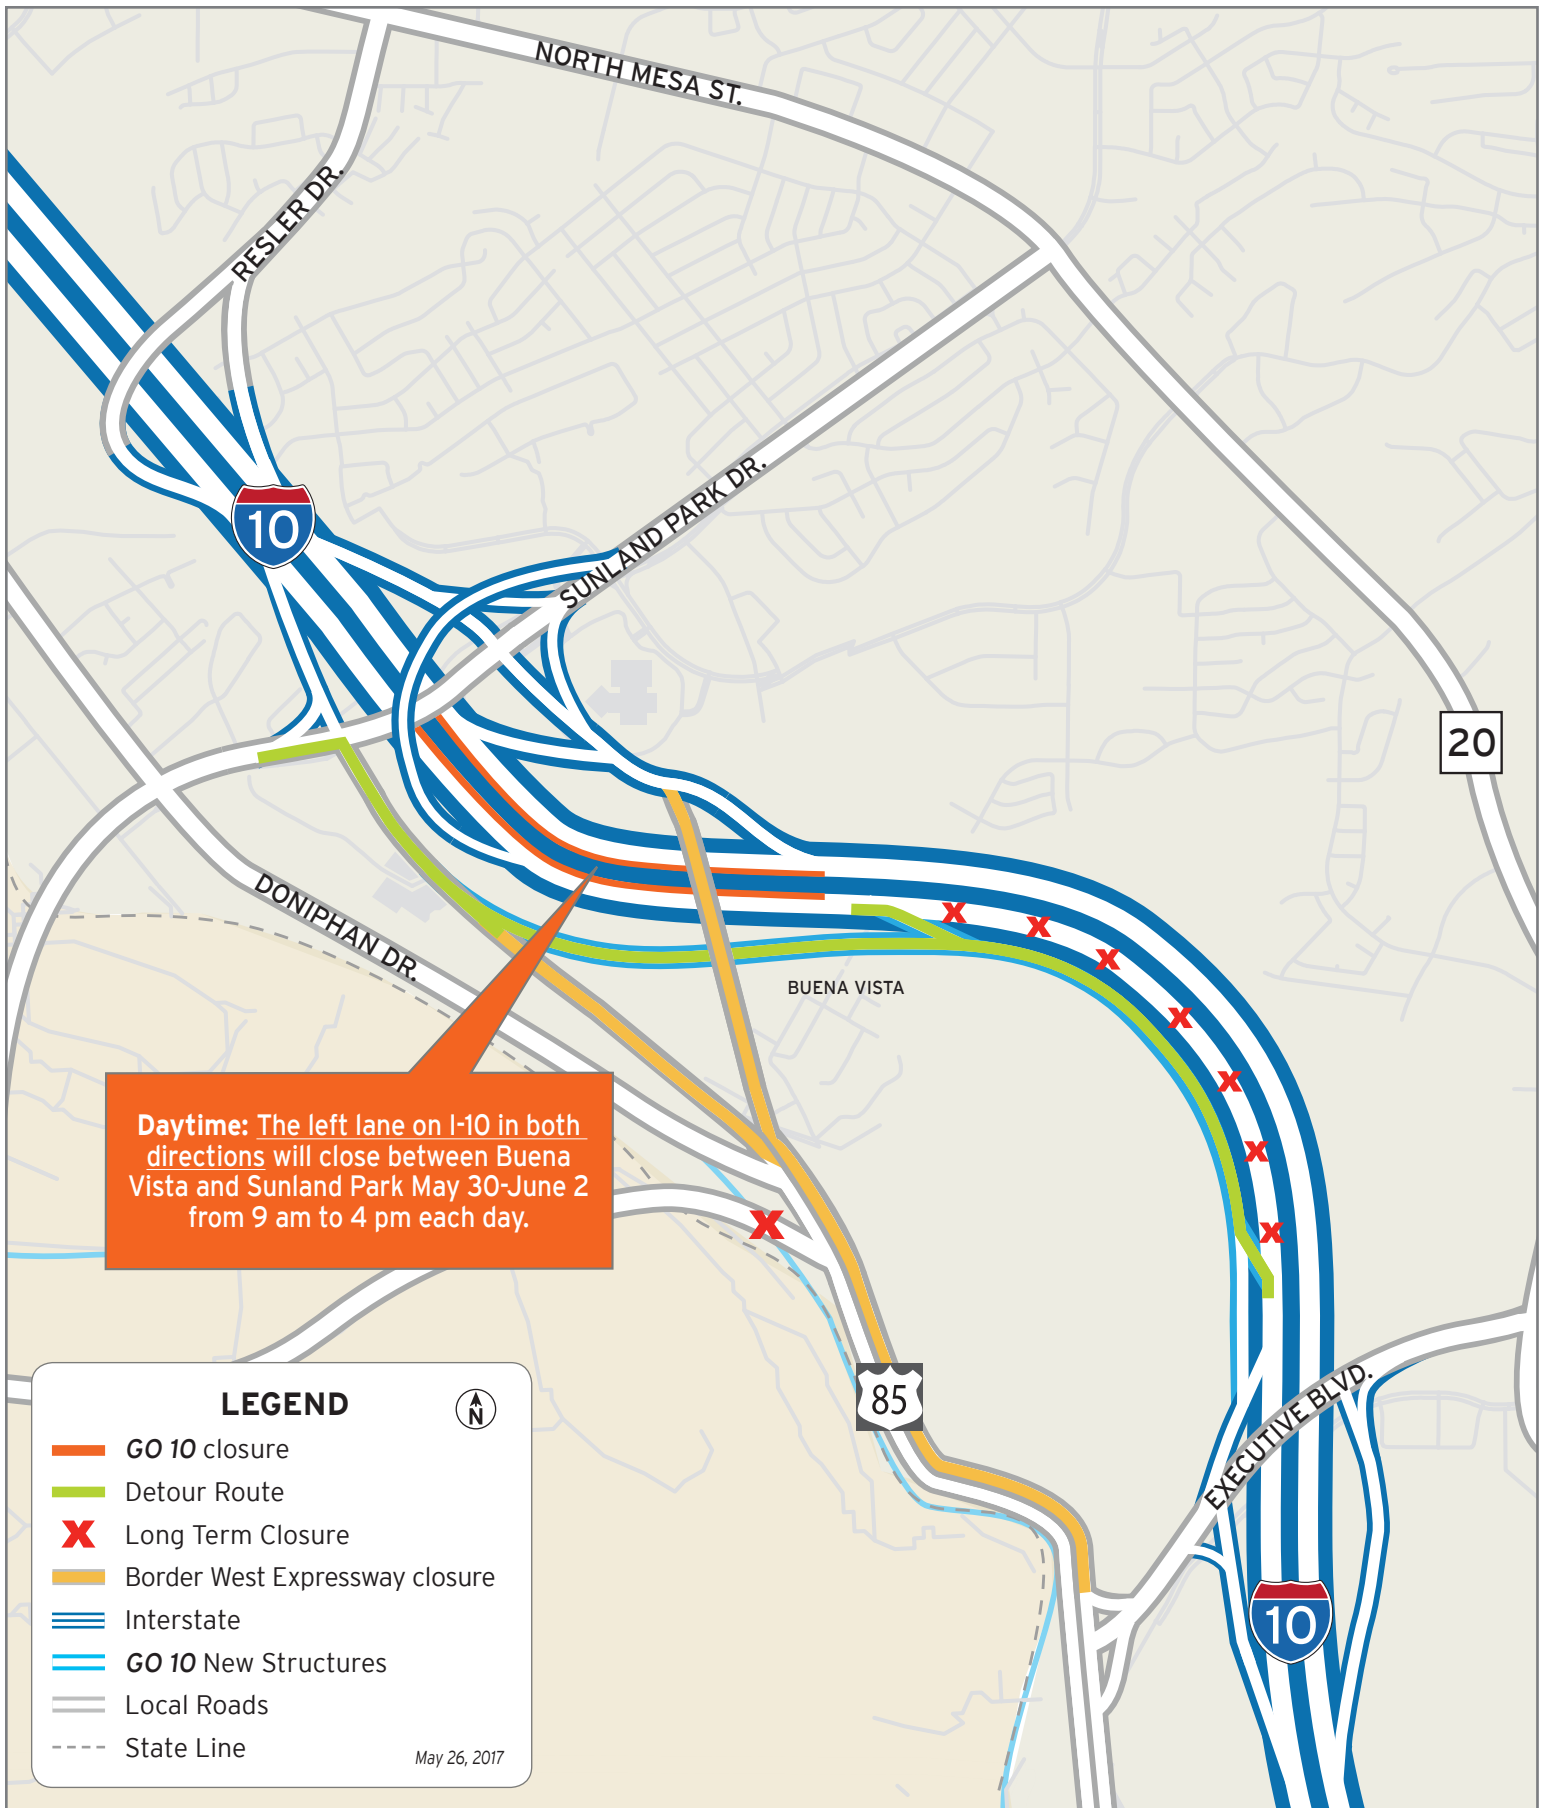 NORTH MESA ST.
RESLER DR.
10
SUNLAND PARK DR.
20
DONIPHAN DR.
BUENA VISTA
Daytime: The left lane on I-10 in both
directions will close between Buena
Vista and Sunland Park May 30-June 2
from 9 am to 4 pm each day.
85
EXECUTIVE BLVD.
10
LEGEND
N
GO 10 closure
Detour Route
X Long Term Closure
Border West Expressway closure
Interstate
GO 10 New Structures
Local Roads
State Line
May 26, 2017